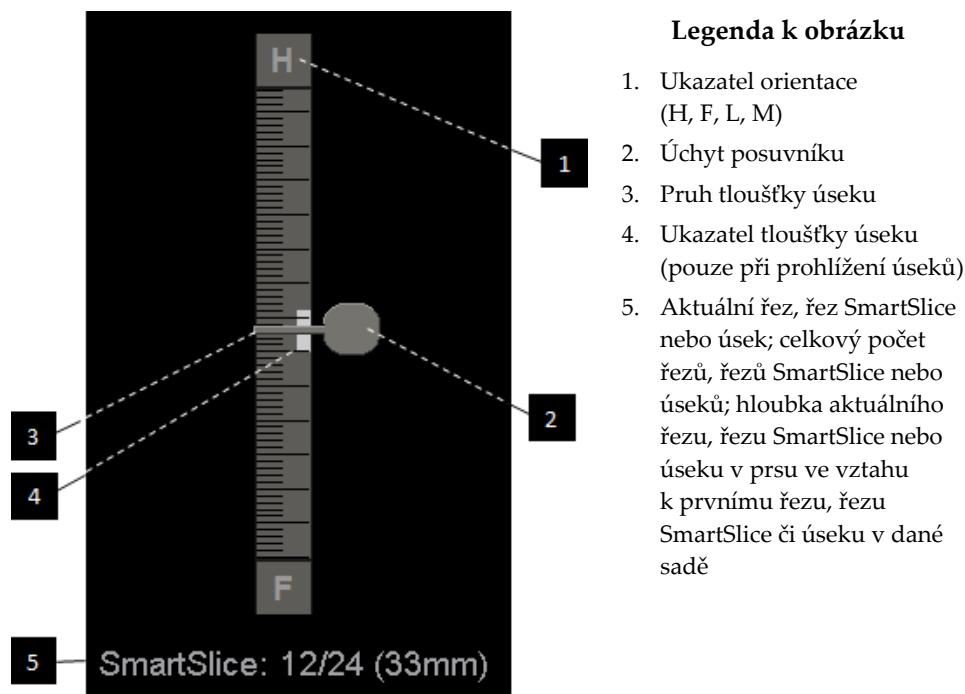 H
1
2
3
4
F
5
SmartSlice: 12/24 (33mm)
Legenda k obrázku
1. Ukazatel orientace
(H, F, L, M)
2. Úchyt posuvníku
3. Pruh tloušťky úseku
4. Ukazatel tloušťky úseku
(pouze při prohlížení úseků)
5. Aktuální řez, řez SmartSlice
nebo úsek; celkový počet
řezů, řezů SmartSlice nebo
úseků; hloubka aktuálního
řezu, řezu SmartSlice nebo
úseku v prsu ve vztahu
k prvnímu řezu, řezu
SmartSlice či úseku v dané
sadě